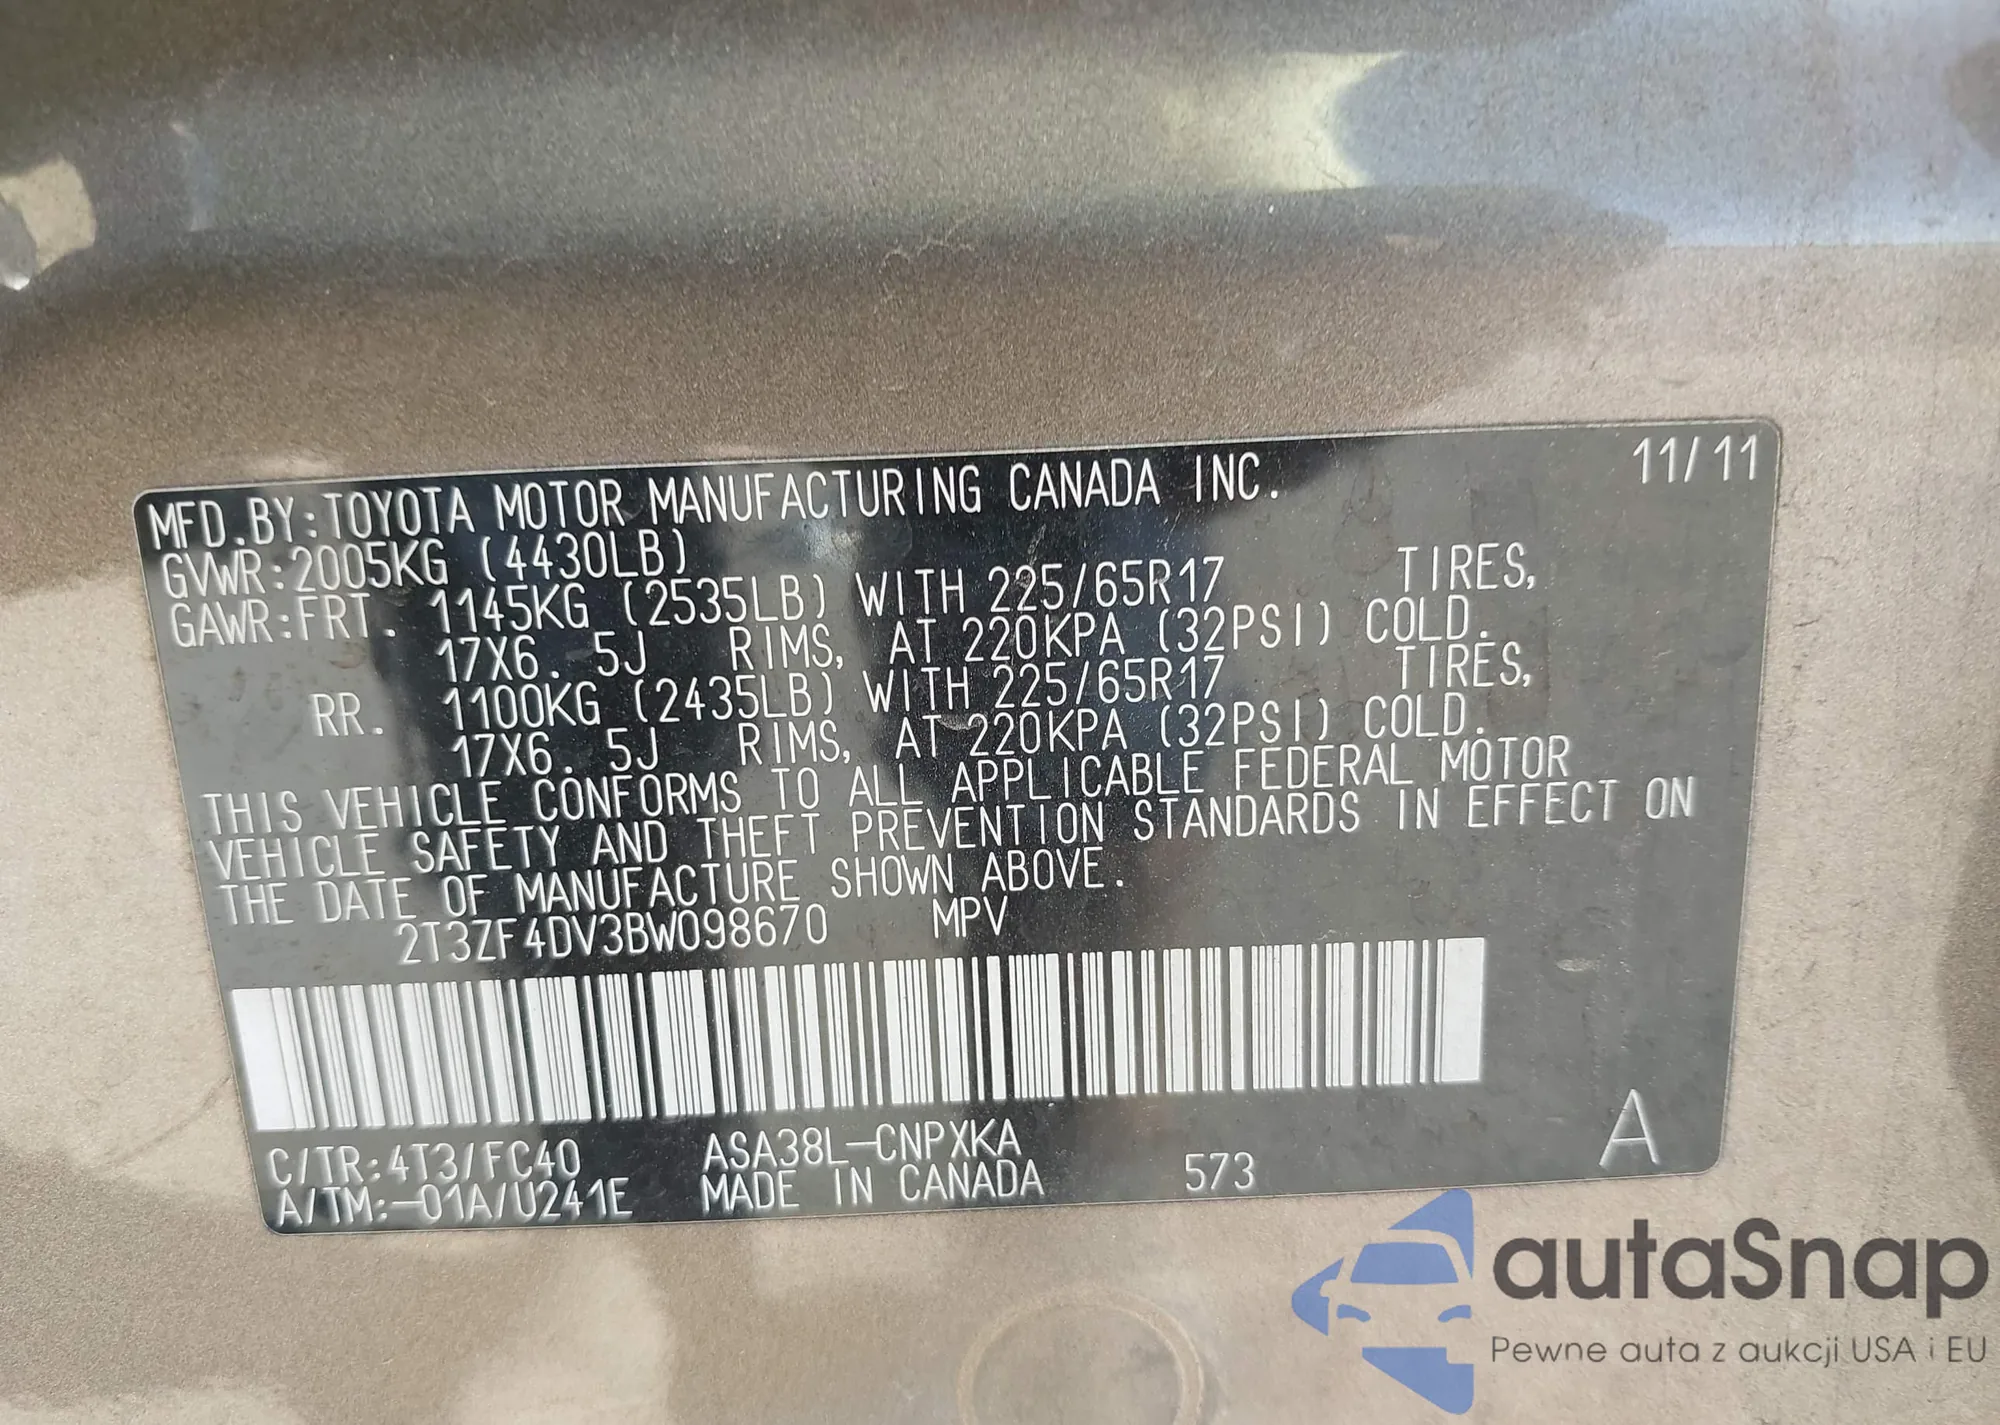 MFD.BY:TOYOTA MOTOR MANUFACTURING CANADA INC. 11/11
GVWR:2005KG (4430LB)
GAWR:FRT. 1145KG (2535LB) WITH 225/65R17 TIRES,
17X6.5J RIMS, AT 220KPA (32PSI) COLD.
RR. 1100KG (2435LB) WITH 225/65R17 TIRES,
17X6.5J RIMS, AT 220KPA (32PSI) COLD.
THIS VEHICLE CONFORMS TO ALL APPLICABLE FEDERAL MOTOR
VEHICLE SAFETY AND THEFT PREVENTION STANDARDS IN EFFECT ON
THE DATE OF MANUFACTURE SHOWN ABOVE.
2T3ZF4DV3BW098670 MPV
C/TR:4T3/FC40 ASA38L-CNPXKA
A/TM:-01A/U241E MADE IN CANADA 573 A
autaSnap
Pewne auta z aukcji USA i EU